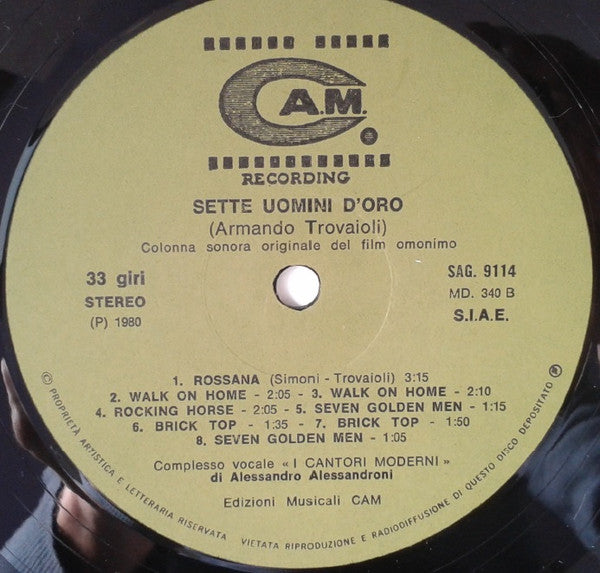 C A.M.
RECORDING
SETTE UOMINI D'ORO
(Armando Trovaioli)
Colonna sonora originale del film omonimo
33 giri
STEREO
(P) 1980
SAG. 9114
MD. 340 B
S.I.A.E.
1. ROSSANA (Simoni - Trovaioli) 3:15
2. WALK ON HOME - 2:05 - 3. WALK ON HOME - 2:10
4. ROCKING HORSE - 2:05 - 5. SEVEN GOLDEN MEN - 1:15
6. BRICK TOP - 1:35 - 7. BRICK TOP - 1:50
8. SEVEN GOLDEN MEN - 1:05
Complesso vocale « I CANTORI MODERNI »
di Alessandro Alessandroni
Edizioni Musicali CAM
© PROPRIETÀ ARTISTICA E LETTERARIA RISERVATA VIETATA RIPRODUZIONE E RADIODIFFUSIONE DI QUESTO DISCO DEPOSITATO